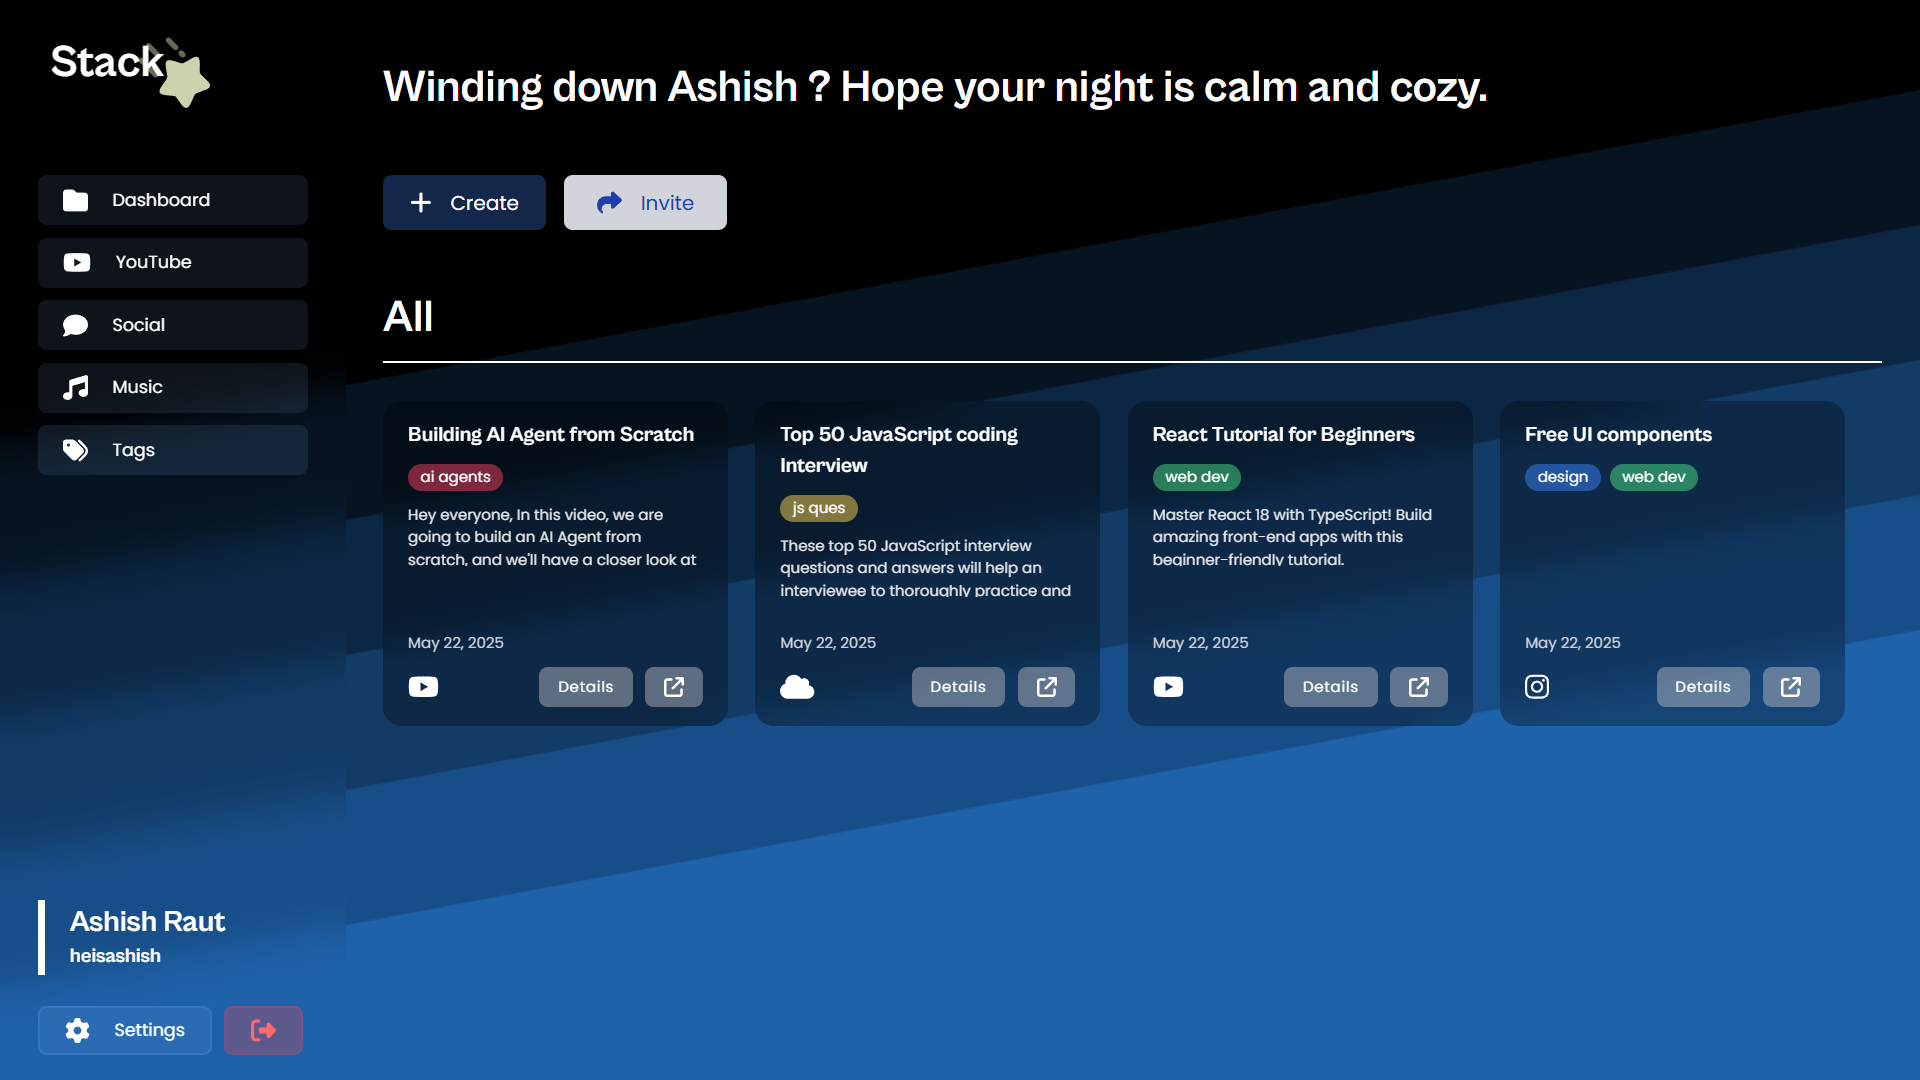 Stack
Winding down Ashish ? Hope your night is calm and cozy.
Dashboard
YouTube
Social
Music
Tags
Create
Invite
All
Building AI Agent from Scratch
ai agents
Hey everyone, In this video, we are
going to build an AI Agent from
scratch, and we'll have a closer look at
May 22, 2025
Details
Top 50 JavaScript coding
Interview
js ques
These top 50 JavaScript interview
questions and answers will help an
interviewee to thoroughly practice and
May 22, 2025
Details
React Tutorial for Beginners
web dev
Master React 18 with TypeScript! Build
amazing front-end apps with this
beginner-friendly tutorial.
May 22, 2025
Details
Free UI components
design
web dev
May 22, 2025
Details
Ashish Raut
heisashish
Settings